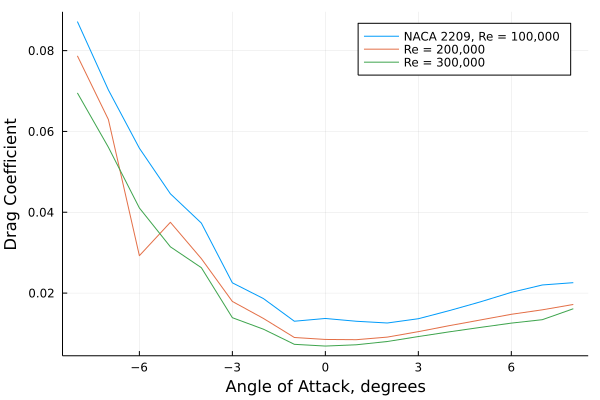 NACA 2209, Re = 100,000
Re = 200,000
Re = 300,000
0.08
0.06
0.04
0.02
Drag Coefficient
−6 −3 0 3 6
Angle of Attack, degrees